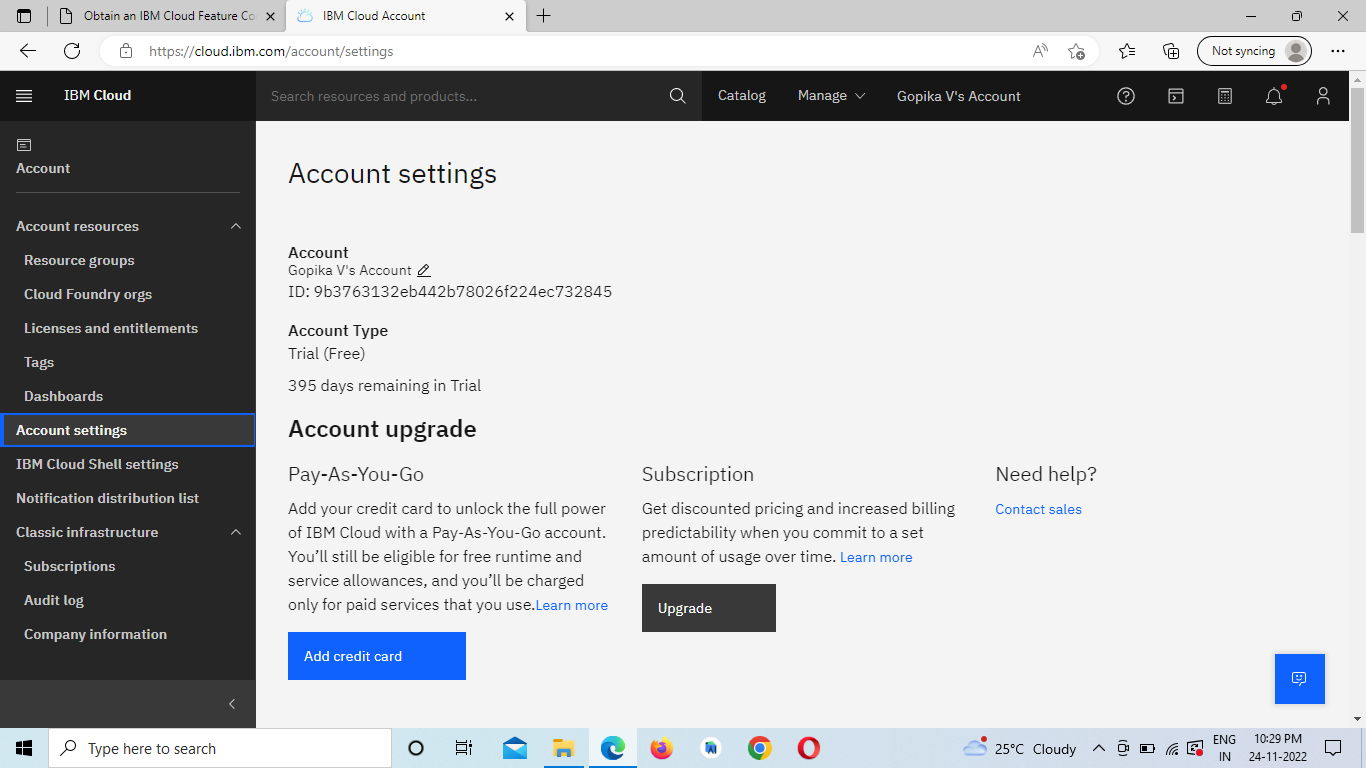 Obtain an IBM Cloud Feature Co
IBM Cloud Account
https://cloud.ibm.com/account/settings
Not syncing
IBM Cloud
Search resources and products...
Catalog
Manage
Gopika V's Account
Account
Account resources
Resource groups
Cloud Foundry orgs
Licenses and entitlements
Tags
Dashboards
Account settings
IBM Cloud Shell settings
Notification distribution list
Classic infrastructure
Subscriptions
Audit log
Company information
Account settings
Account
Gopika V's Account
ID: 9b3763132eb442b78026f224ec732845
Account Type
Trial (Free)
395 days remaining in Trial
Account upgrade
Pay-As-You-Go
Add your credit card to unlock the full power
of IBM Cloud with a Pay-As-You-Go account.
You’ll still be eligible for free runtime and
service allowances, and you’ll be charged
only for paid services that you use.Learn more
Add credit card
Subscription
Get discounted pricing and increased billing
predictability when you commit to a set
amount of usage over time. Learn more
Upgrade
Need help?
Contact sales
Type here to search
25°C Cloudy
ENG
IN
10:29 PM
24-11-2022